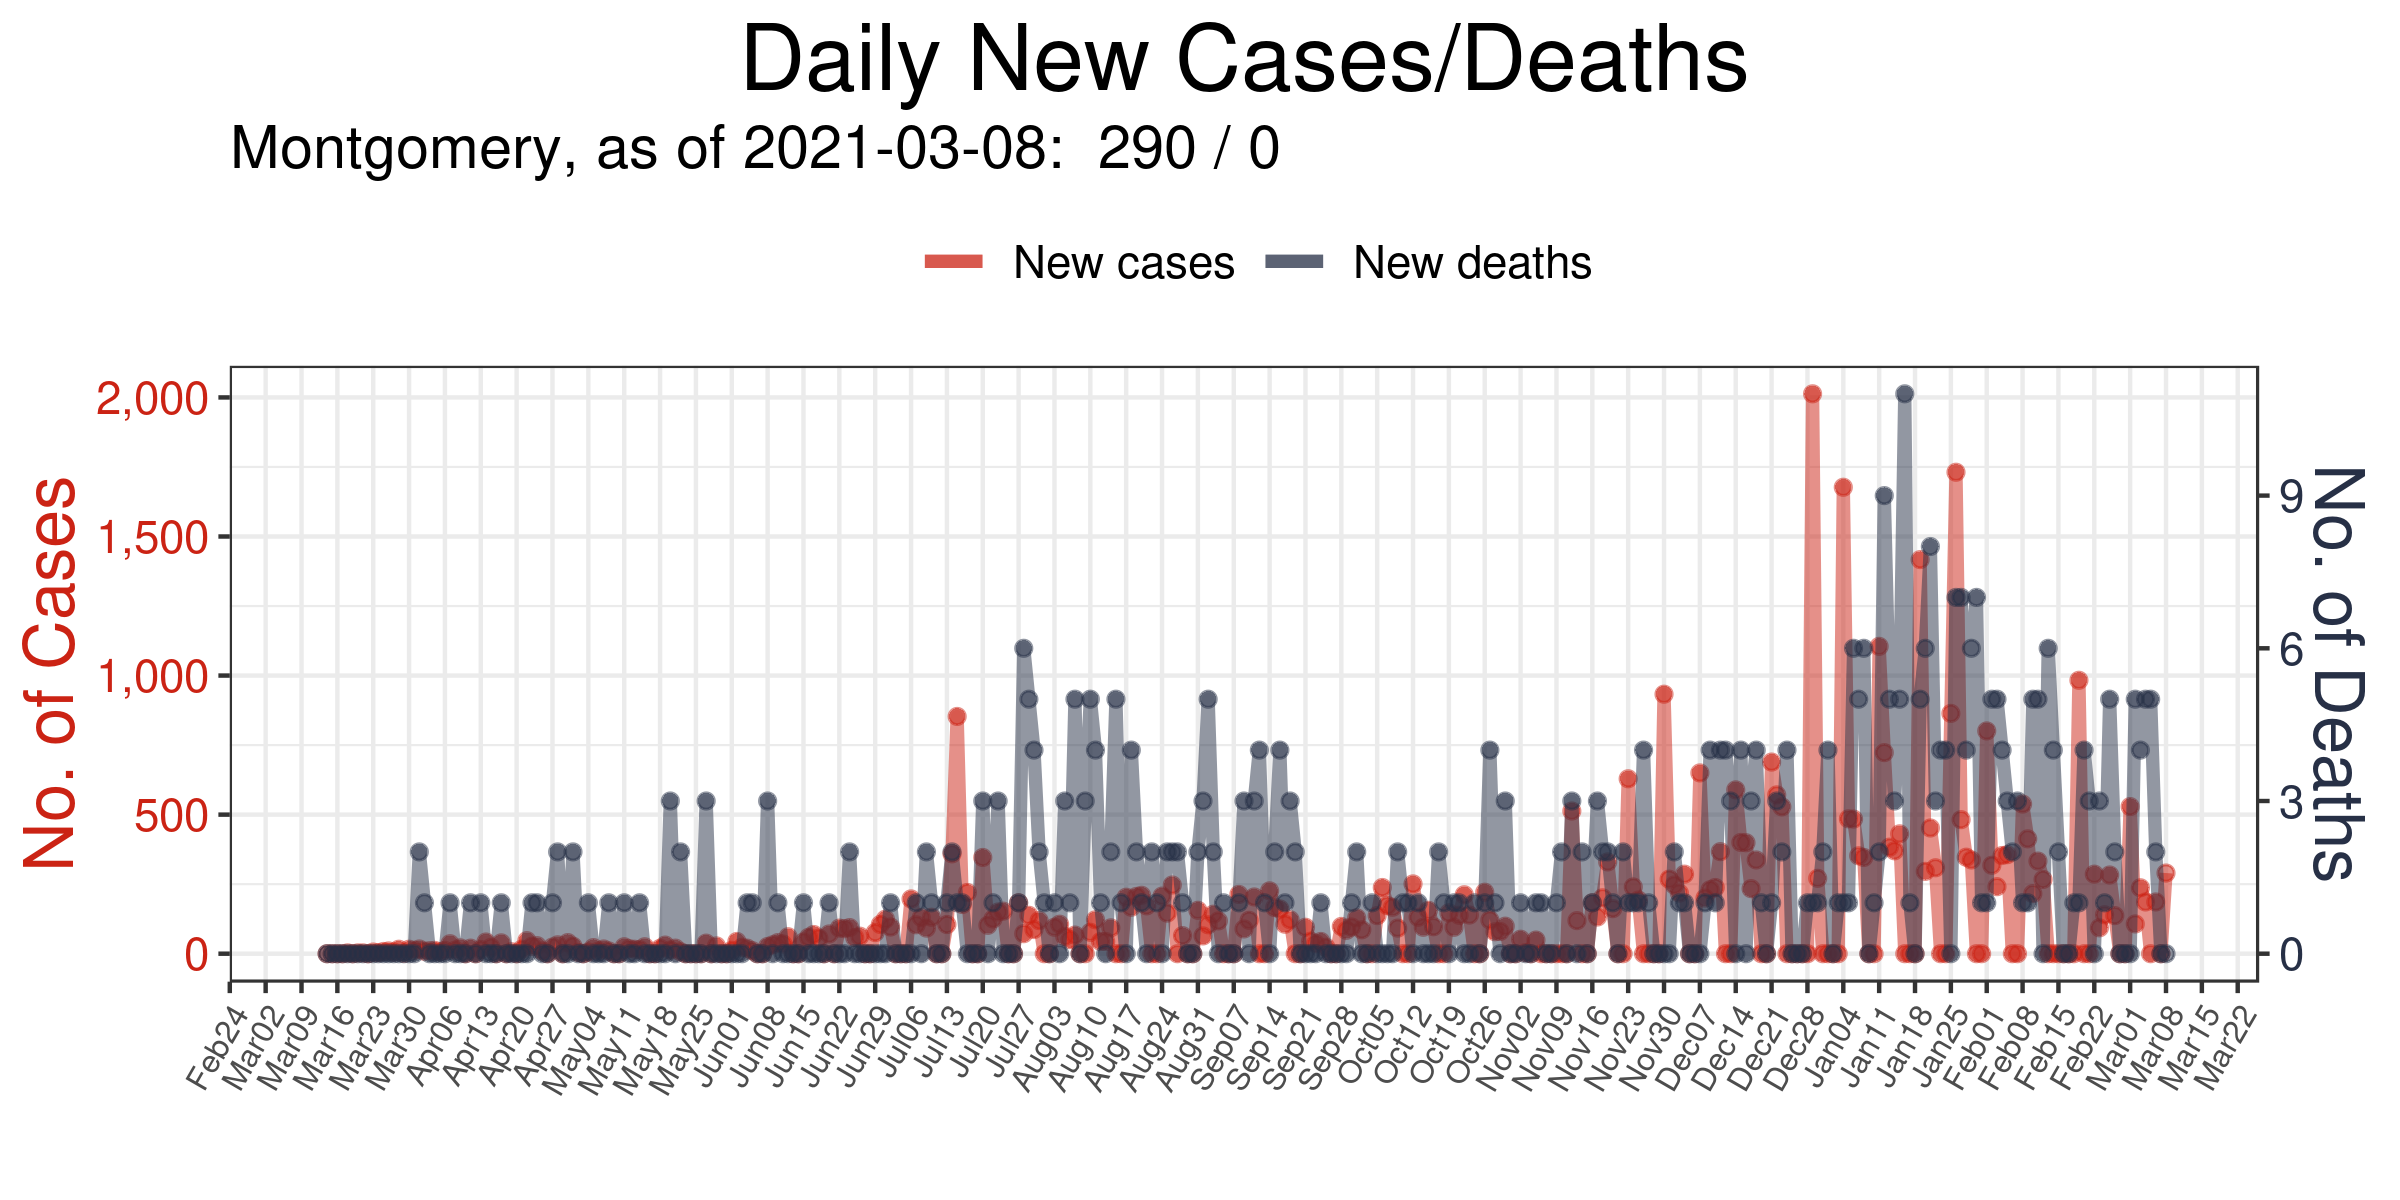 Daily New Cases/Deaths
Montgomery, as of 2021-03-08:  290 / 0
New cases
New deaths
No. of Cases
2,000
1,500
1,000
500
0
9
6
3
0
No. of Deaths
Feb24
Mar02
Mar09
Mar16
Mar23
Mar30
Apr06
Apr13
Apr20
Apr27
May04
May11
May18
May25
Jun01
Jun08
Jun15
Jun22
Jun29
Jul06
Jul13
Jul20
Jul27
Aug03
Aug10
Aug17
Aug24
Aug31
Sep07
Sep14
Sep21
Sep28
Oct05
Oct12
Oct19
Oct26
Nov02
Nov09
Nov16
Nov23
Nov30
Dec07
Dec14
Dec21
Dec28
Jan04
Jan11
Jan18
Jan25
Feb01
Feb08
Feb15
Feb22
Mar01
Mar08
Mar15
Mar22